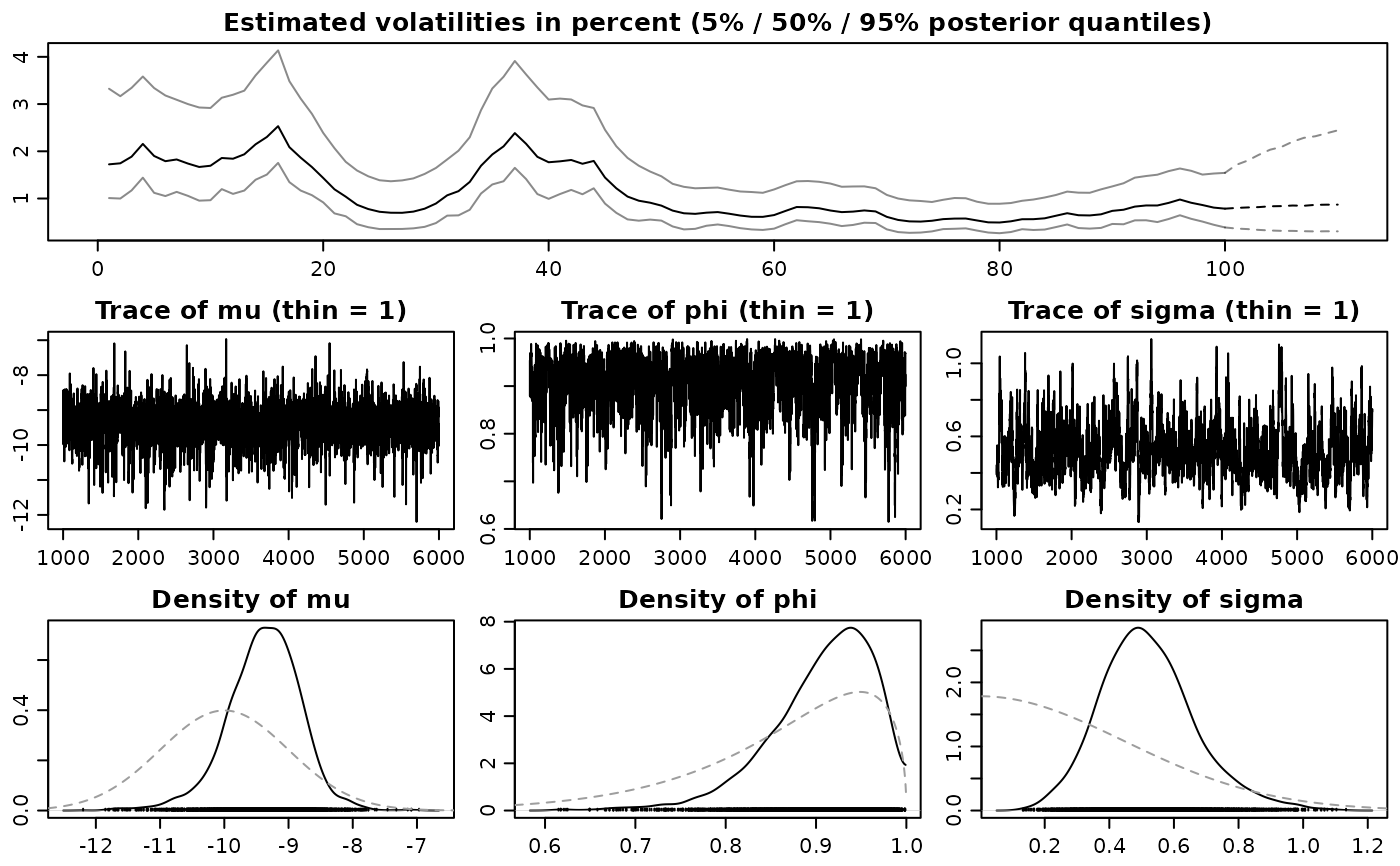 Estimated volatilities in percent (5% / 50% / 95% posterior quantiles)
4
3
2
1
0 20 40 60 80 100
Trace of mu (thin = 1)
-8
-10
-12
1000 2000 3000 4000 5000 6000
Trace of phi (thin = 1)
1.0
0.8
0.6
1000 2000 3000 4000 5000 6000
Trace of sigma (thin = 1)
1.0
0.6
0.2
1000 2000 3000 4000 5000 6000
Density of mu
0.4
0.0
-12 -11 -10 -9 -8 -7
Density of phi
8
6
4
2
0
0.6 0.7 0.8 0.9 1.0
Density of sigma
2.0
1.0
0.0
0.2 0.4 0.6 0.8 1.0 1.2